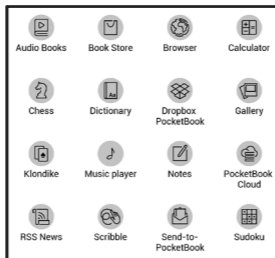 Audio Books Book Store Browser Calculator
Chess Dictionary Dropbox PocketBook Gallery
Klondike Music player Notes PocketBook Cloud
RSS News Scribble Send-to-PocketBook Sudoku